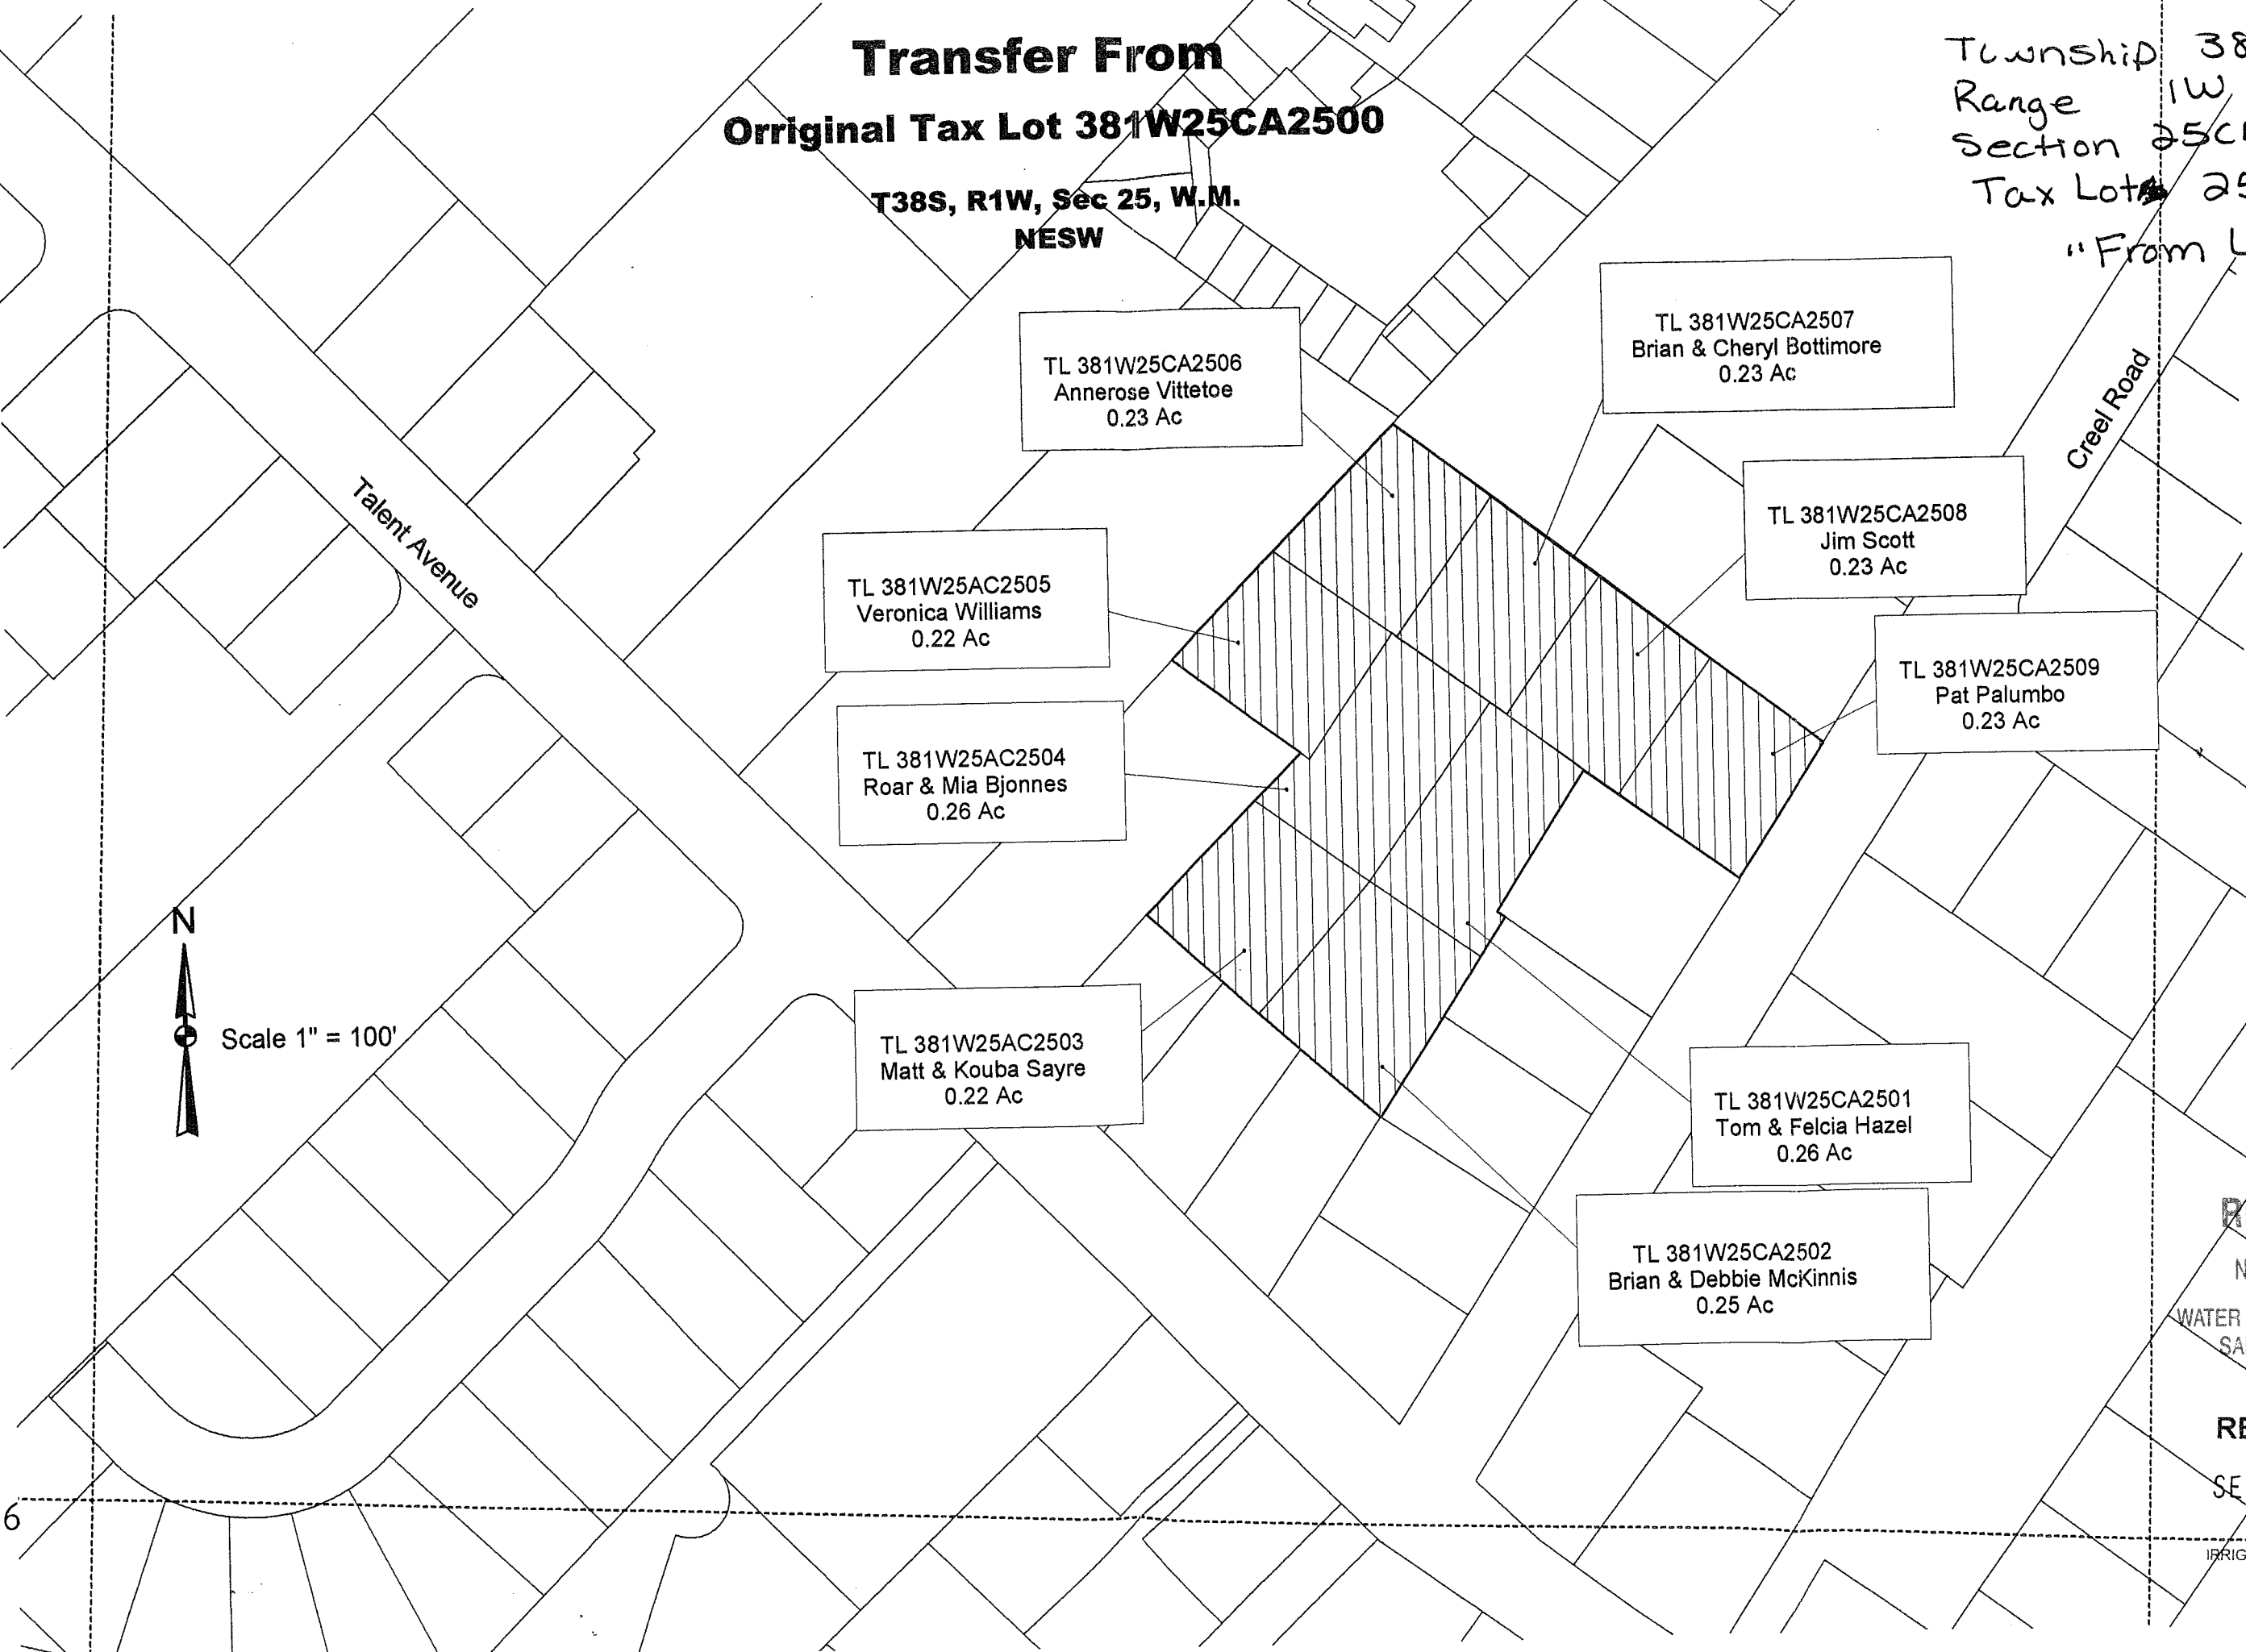 Transfer From
Orriginal Tax Lot 381W25CA2500
T38S, R1W, Sec 25, W.M.
NESW
Township 38
Range 1W
Section
Tax Lot
"From
TL 381W25CA2506
Annerose Vittetoe
0.23 Ac
TL 381W25CA2507
Brian & Cheryl Bottimore
0.23 Ac
Creel Road
TL 381W25CA2508
Jim Scott
0.23 Ac
Talent Avenue
TL 381W25AC2505
Veronica Williams
0.22 Ac
TL 381W25CA2509
Pat Palumbo
0.23 Ac
TL 381W25AC2504
Roar & Mia Bjonnes
0.26 Ac
N
Scale 1" = 100'
TL 381W25AC2503
Matt & Kouba Sayre
0.22 Ac
TL 381W25CA2501
Tom & Felcia Hazel
0.26 Ac
TL 381W25CA2502
Brian & Debbie McKinnis
0.25 Ac
WATER
6